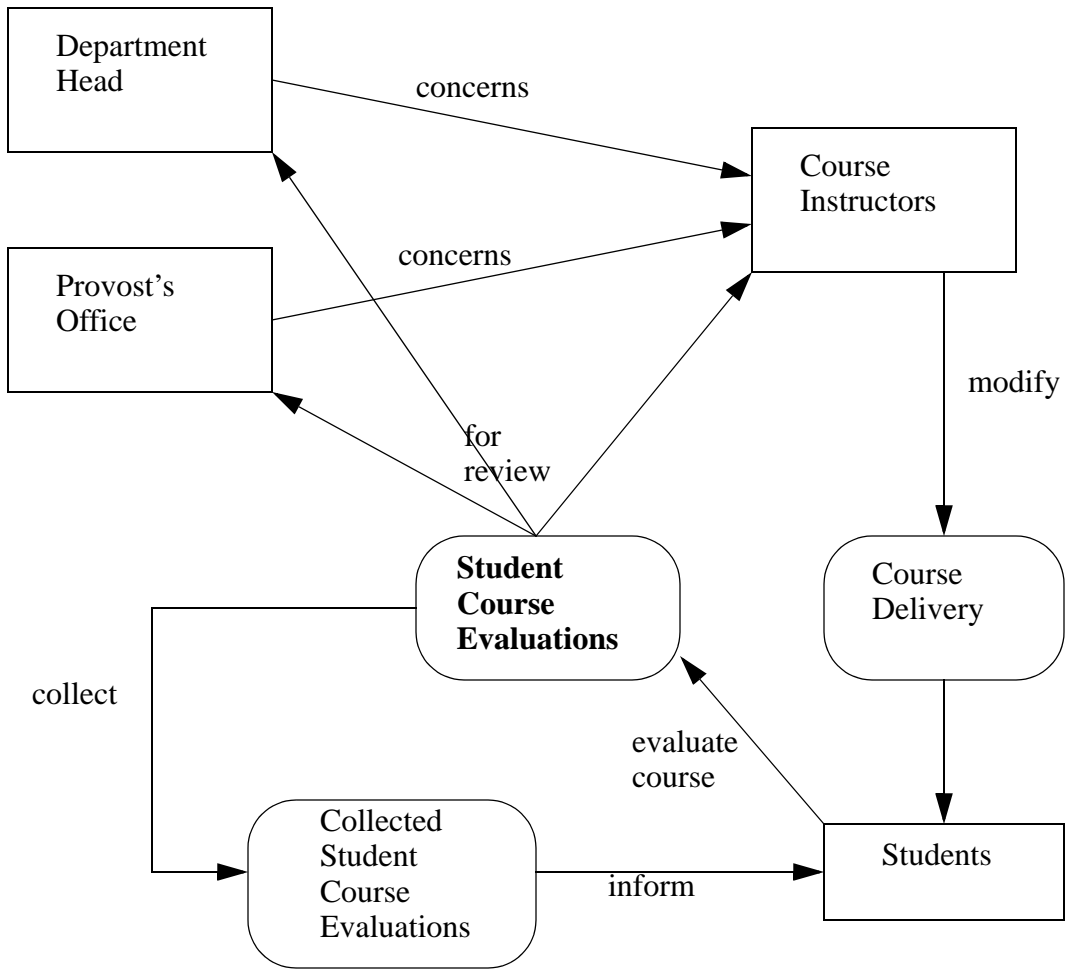 Department
Head
concerns
Course
Instructors
Provost’s
Office
concerns
modify
for
review
Student
Course
Evaluations
Course
Delivery
collect
evaluate
course
Collected
Student
Course
Evaluations
inform
Students